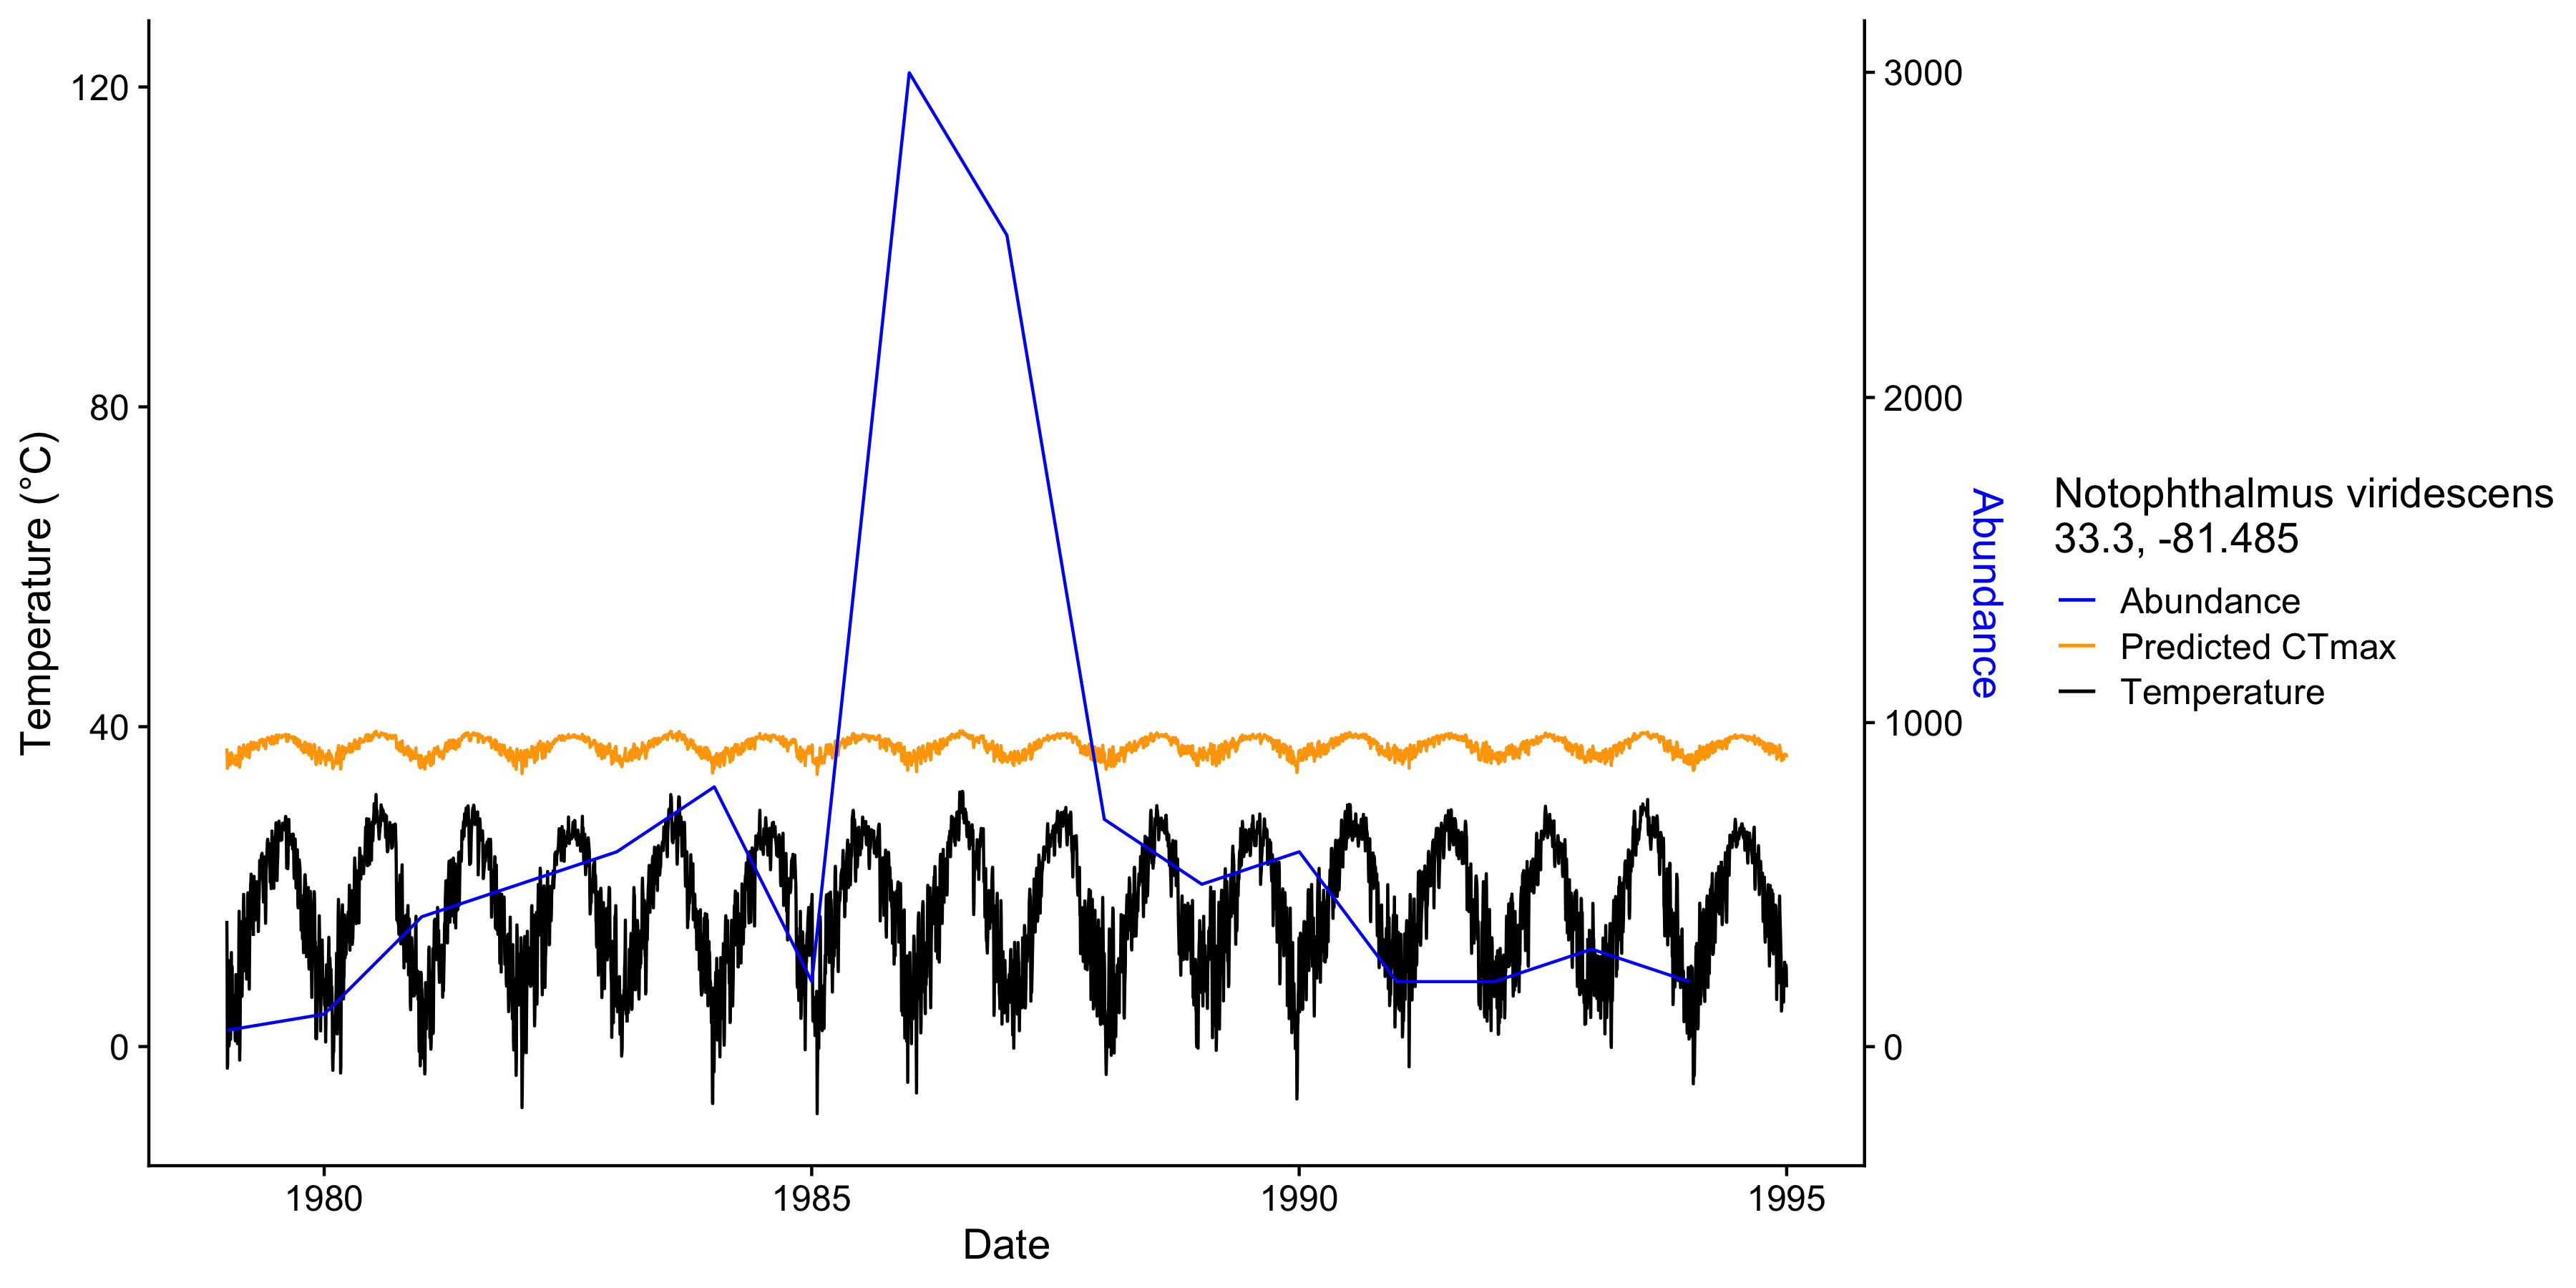 120
80
40
0
Temperature (°C)
3000
2000
1000
0
Abundance
1980
1985
1990
1995
Date
Notophthalmus viridescens
33.3, -81.485
Abundance
Predicted CTmax
Temperature